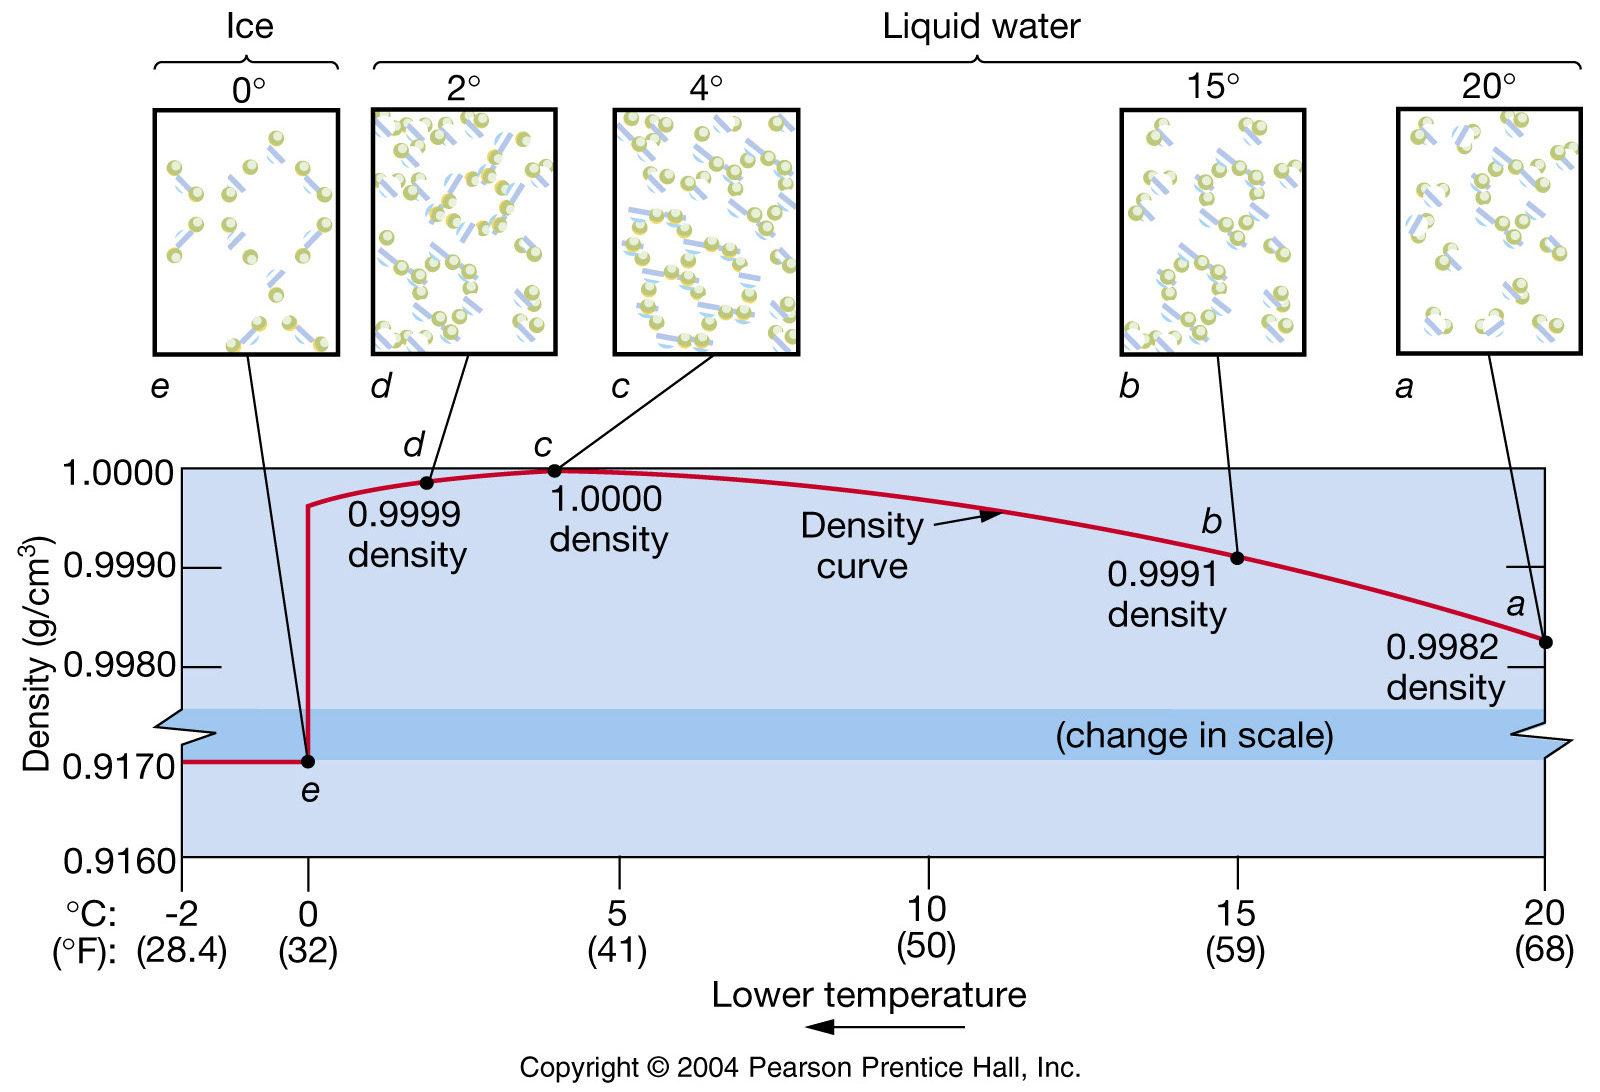 Ice
Liquid water
0°
2°
4°
15°
20°
e
d
c
b
a
d
c
1.0000
0.9999
density
1.0000
density
Density
curve
b
0.9991
density
a
0.9982
density
0.9990
0.9980
(change in scale)
0.9170
e
0.9160
Density (g/cm³)
°C: -2 0 5 10 15 20
(°F): (28.4) (32) (41) (50) (59) (68)
Lower temperature
Copyright © 2004 Pearson Prentice Hall, Inc.